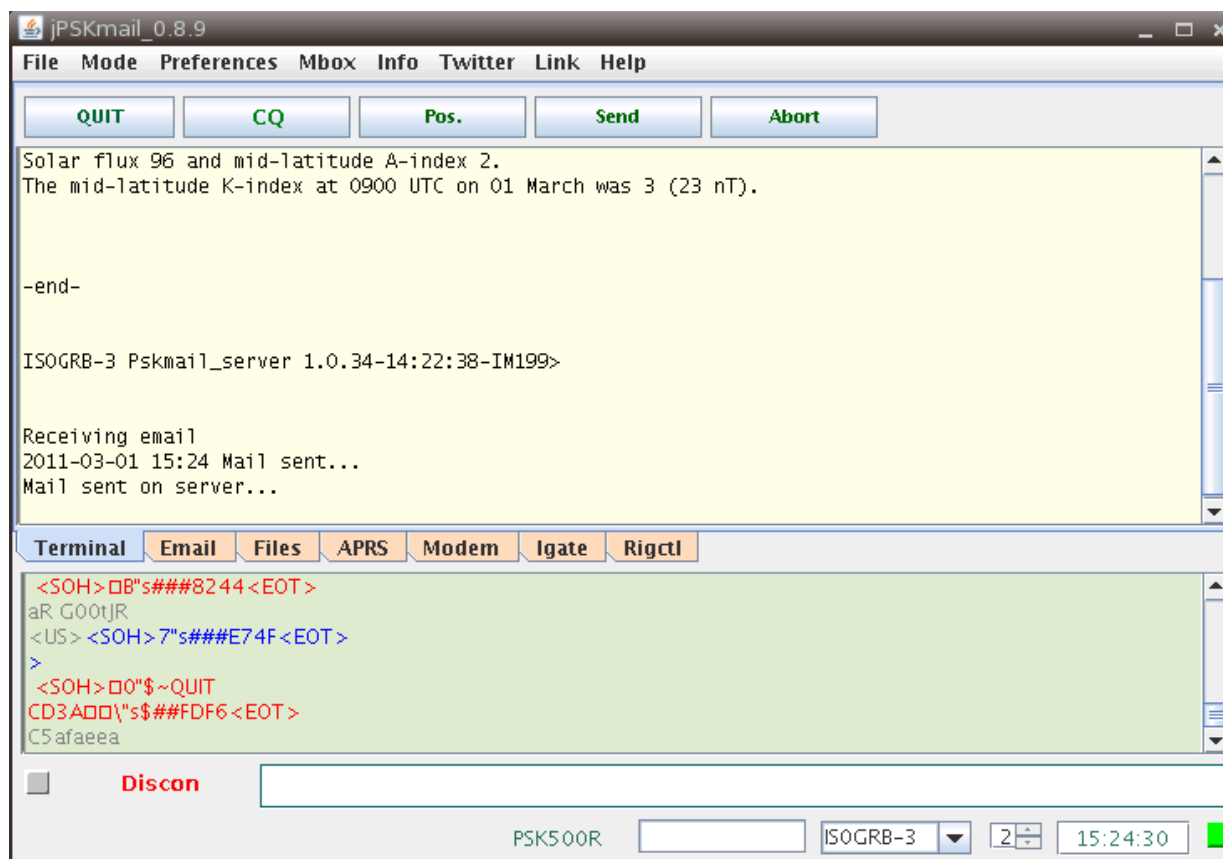 jPSKmail_0.8.9
File Mode Preferences Mbox Info Twitter Link Help
QUIT CQ Pos. Send Abort
Solar flux 96 and mid-latitude A-index 2.
The mid-latitude K-index at 0900 UTC on 01 March was 3 (23 nT).
-end-
IS0GRB-3 Pskmail_server 1.0.34-14:22:38-IM199>
Receiving email
2011-03-01 15:24 Mail sent...
Mail sent on server...
Terminal Email Files APRS Modem Igate Rigctl
<SOH>□B"s###8244<EOT>
aR G00tJR
<US><SOH>7"s###E74F<EOT>
>
<SOH>□0"$~QUIT
CD3A□□\"s$##FDF6<EOT>
C5afaeea
Discon
PSK500R IS0GRB-3 2 15:24:30